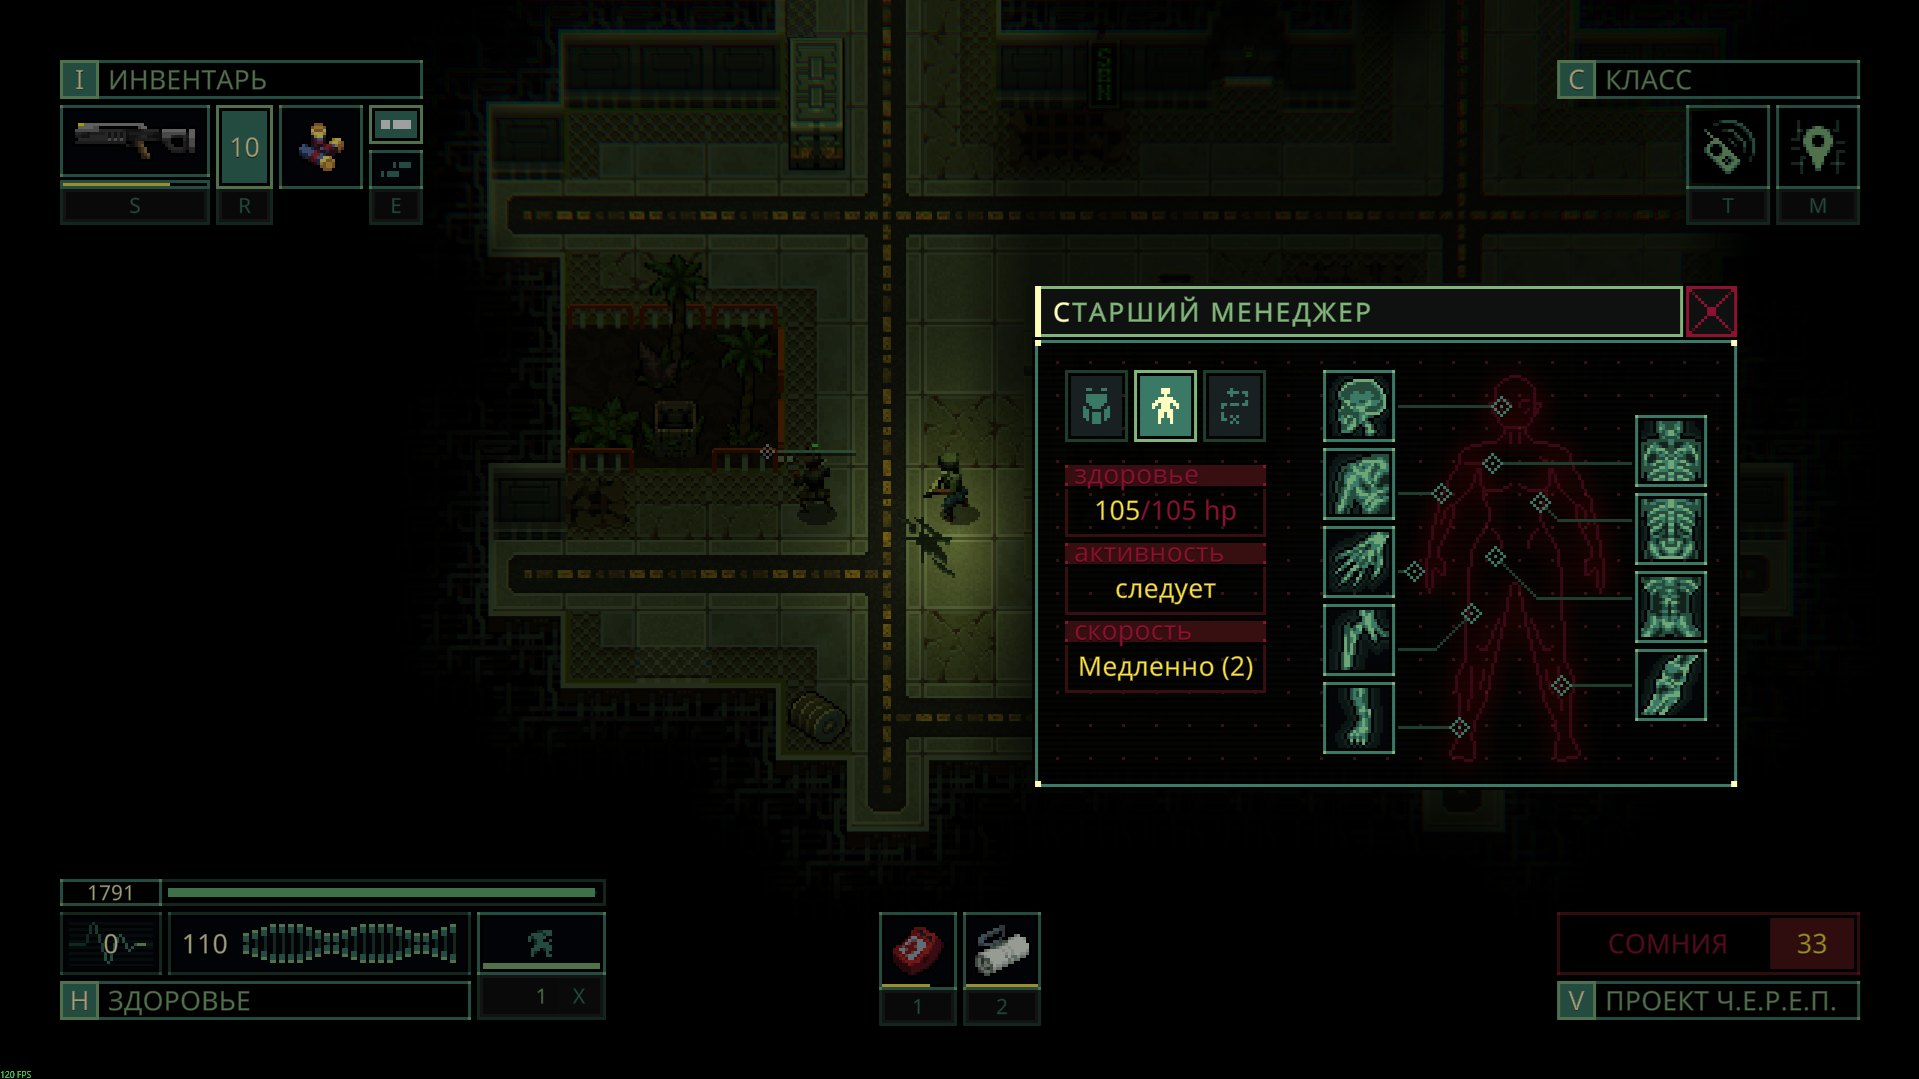 I ИНВЕНТАРЬ
10
S R E
C КЛАСС
T M
SBN
СТАРШИЙ МЕНЕДЖЕР
здоровье
105/105 hp
активность
следует
скорость
Медленно (2)
1791
0 110
1 X
H ЗДОРОВЬЕ
1 2
СОМНИЯ 33
V ПРОЕКТ Ч.Е.Р.Е.П.
120 FPS